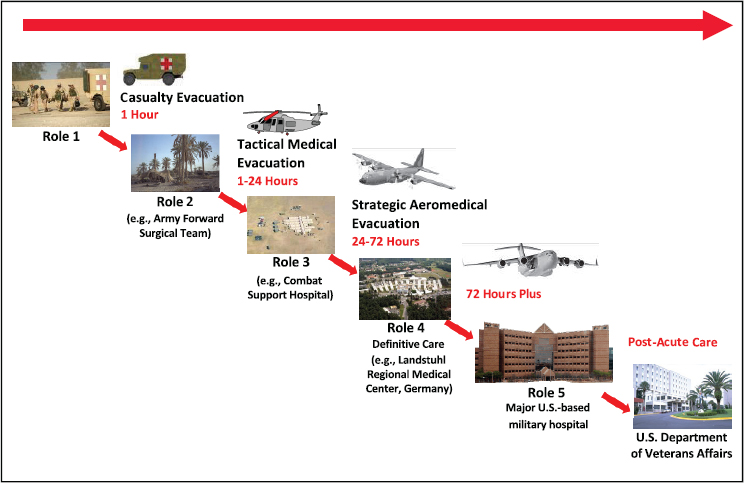 Casualty Evacuation
1 Hour
Role 1
Tactical Medical
Evacuation
1-24 Hours
Role 2
(e.g., Army Forward
Surgical Team)
Strategic Aeromedical
Evacuation
24-72 Hours
Role 3
(e.g., Combat
Support Hospital)
72 Hours Plus
Role 4
Definitive Care
(e.g., Landstuhl
Regional Medical
Center, Germany)
Post-Acute Care
Role 5
Major U.S.-based
military hospital
U.S. Department
of Veterans Affairs